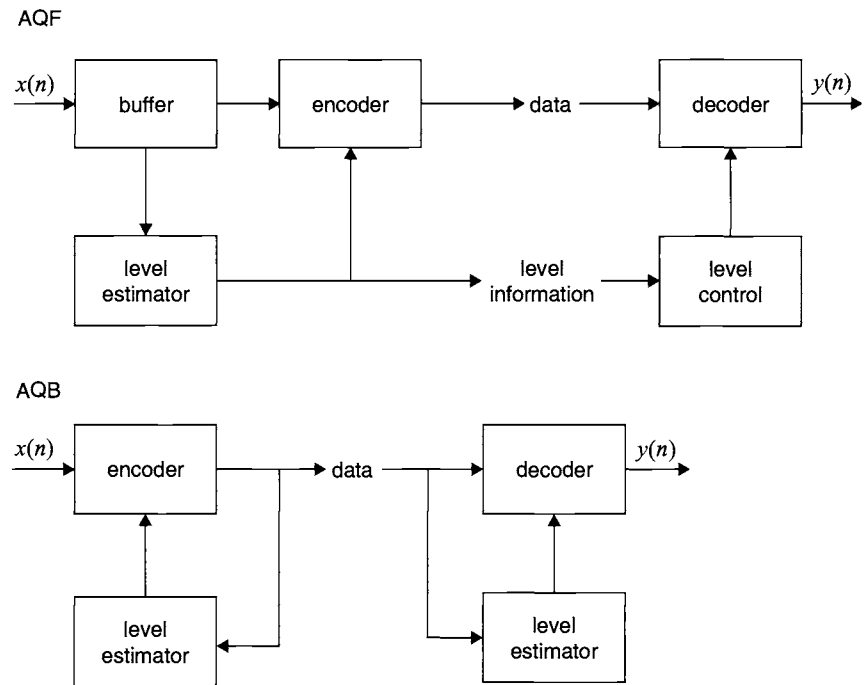 AQF
x(n)
buffer
encoder
data
decoder
y(n)
level
estimator
level
information
level
control
AQB
x(n)
encoder
data
decoder
y(n)
level
estimator
level
estimator